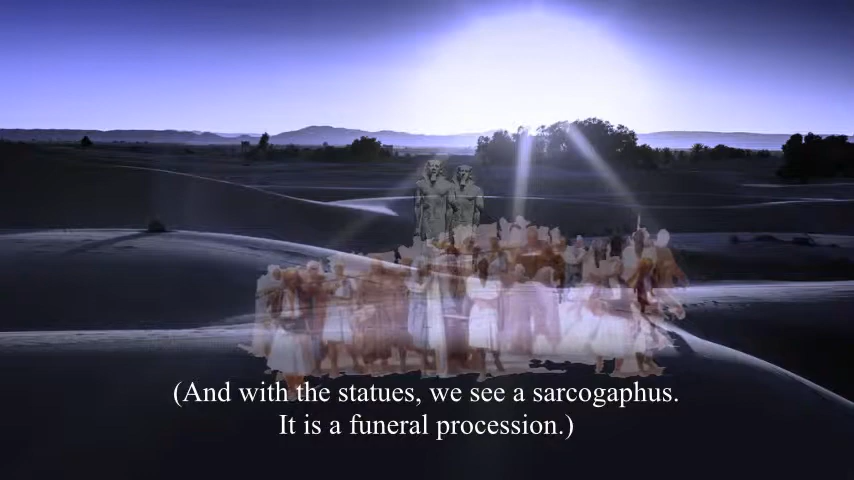 (And with the statues, we see a sarcogaphus.
It is a funeral procession.)